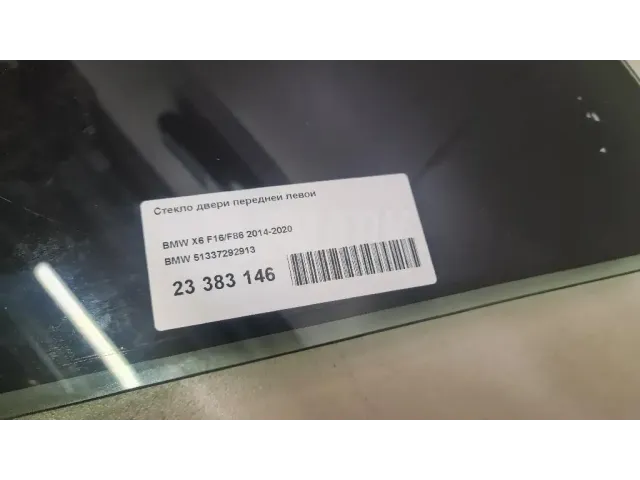 Стекло двери передней левой
BMW X6 F16/F86 2014-2020
BMW 51337292913
23 383 146